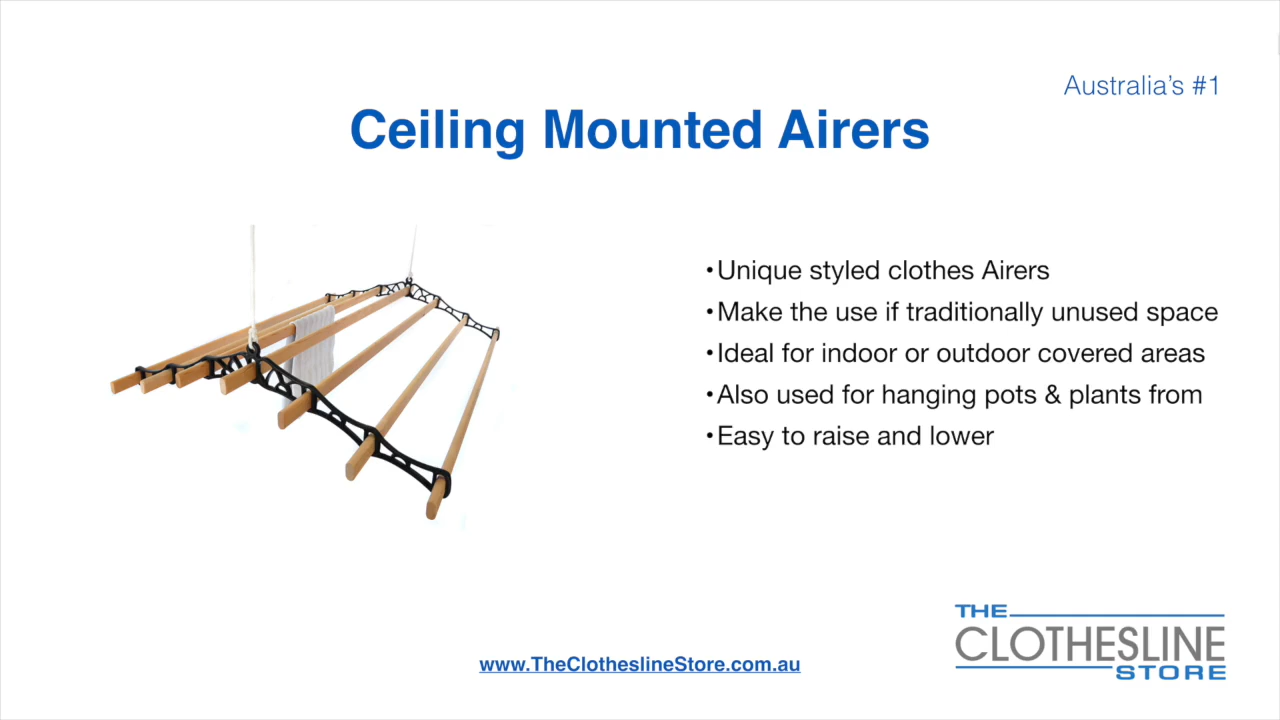 Australia's #1
Ceiling Mounted Airers
•Unique styled clothes Airers
•Make the use if traditionally unused space
•Ideal for indoor or outdoor covered areas
•Also used for hanging pots & plants from
•Easy to raise and lower
www.TheClotheslineStore.com.au
THE
CLOTHESLINE
STORE